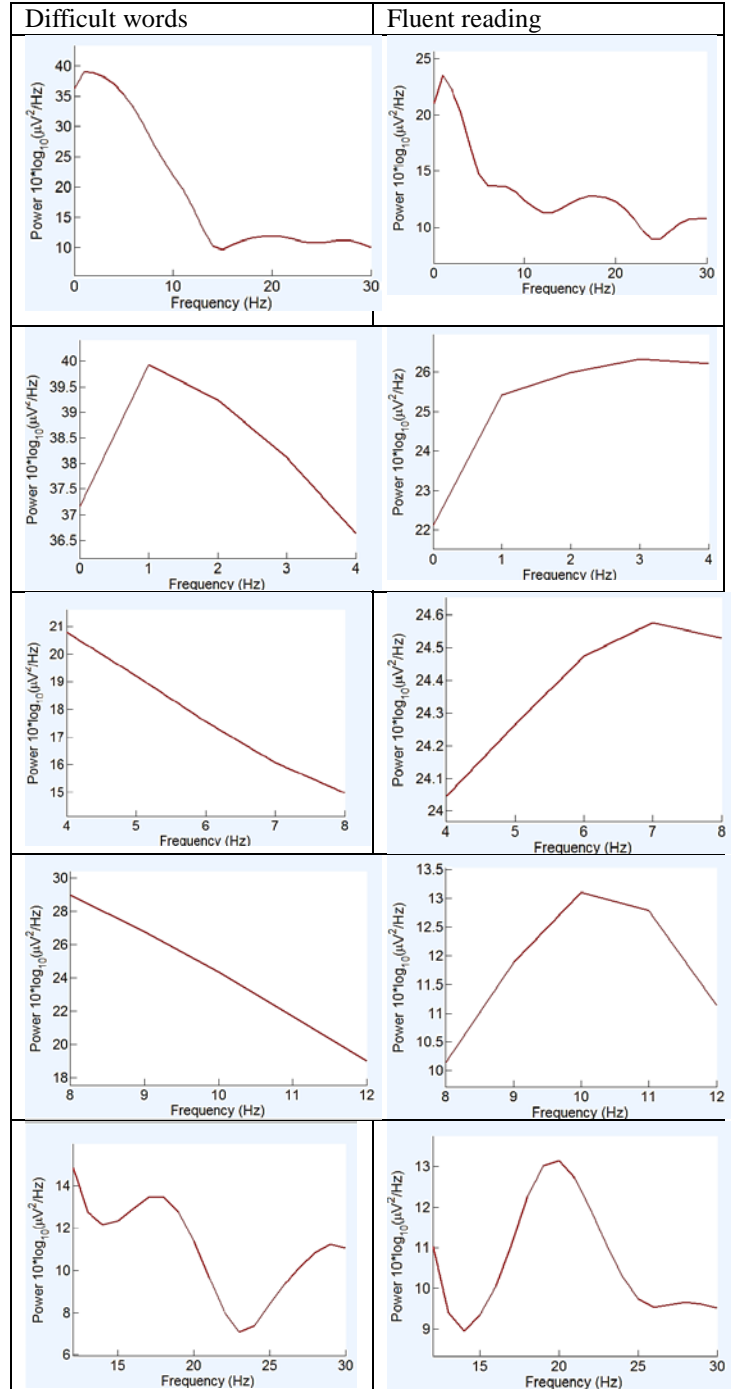 Difficult words
Fluent reading
Power 10*log10(μV2/Hz)
40
35
30
25
20
15
10
0 10 20 30
Frequency (Hz)
Power 10*log10(μV2/Hz)
25
20
15
10
0 10 20 30
Frequency (Hz)
Power 10*log10(μV2/Hz)
40
39.5
39
38.5
38
37.5
37
36.5
0 1 2 3 4
Frequency (Hz)
Power 10*log10(μV2/Hz)
26
25
24
23
22
0 1 2 3 4
Frequency (Hz)
Power 10*log10(μV2/Hz)
21
20
19
18
17
16
15
4 5 6 7 8
Frequency (Hz)
Power 10*log10(μV2/Hz)
24.6
24.5
24.4
24.3
24.2
24.1
24
4 5 6 7 8
Frequency (Hz)
Power 10*log10(μV2/Hz)
30
28
26
24
22
20
18
8 9 10 11 12
Frequency (Hz)
Power 10*log10(μV2/Hz)
13.5
13
12.5
12
11.5
11
10.5
10
8 9 10 11 12
Frequency (Hz)
Power 10*log10(μV2/Hz)
14
12
10
8
6
15 20 25 30
Frequency (Hz)
Power 10*log10(μV2/Hz)
13
12
11
10
9
15 20 25 30
Frequency (Hz)